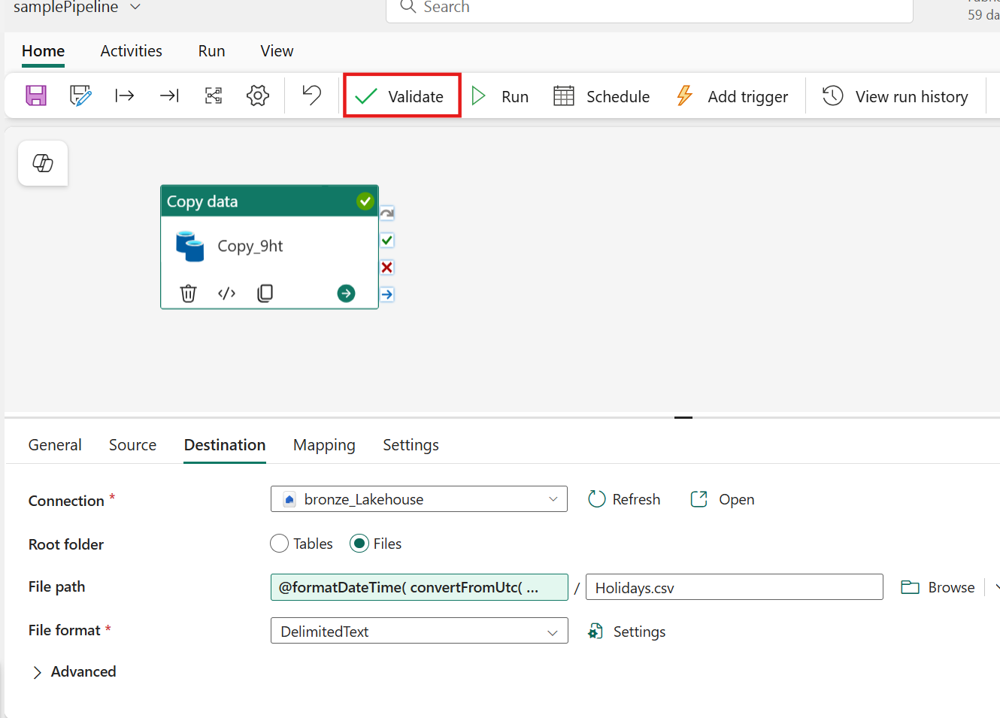 samplePipeline
Search
59 da
Home Activities Run View
Validate Run Schedule Add trigger View run history
Copy data
Copy_9ht
General Source Destination Mapping Settings
Connection * bronze_Lakehouse Refresh Open
Root folder Tables Files
File path @formatDateTime( convertFromUtc( ... / Holidays.csv Browse
File format * DelimitedText Settings
Advanced